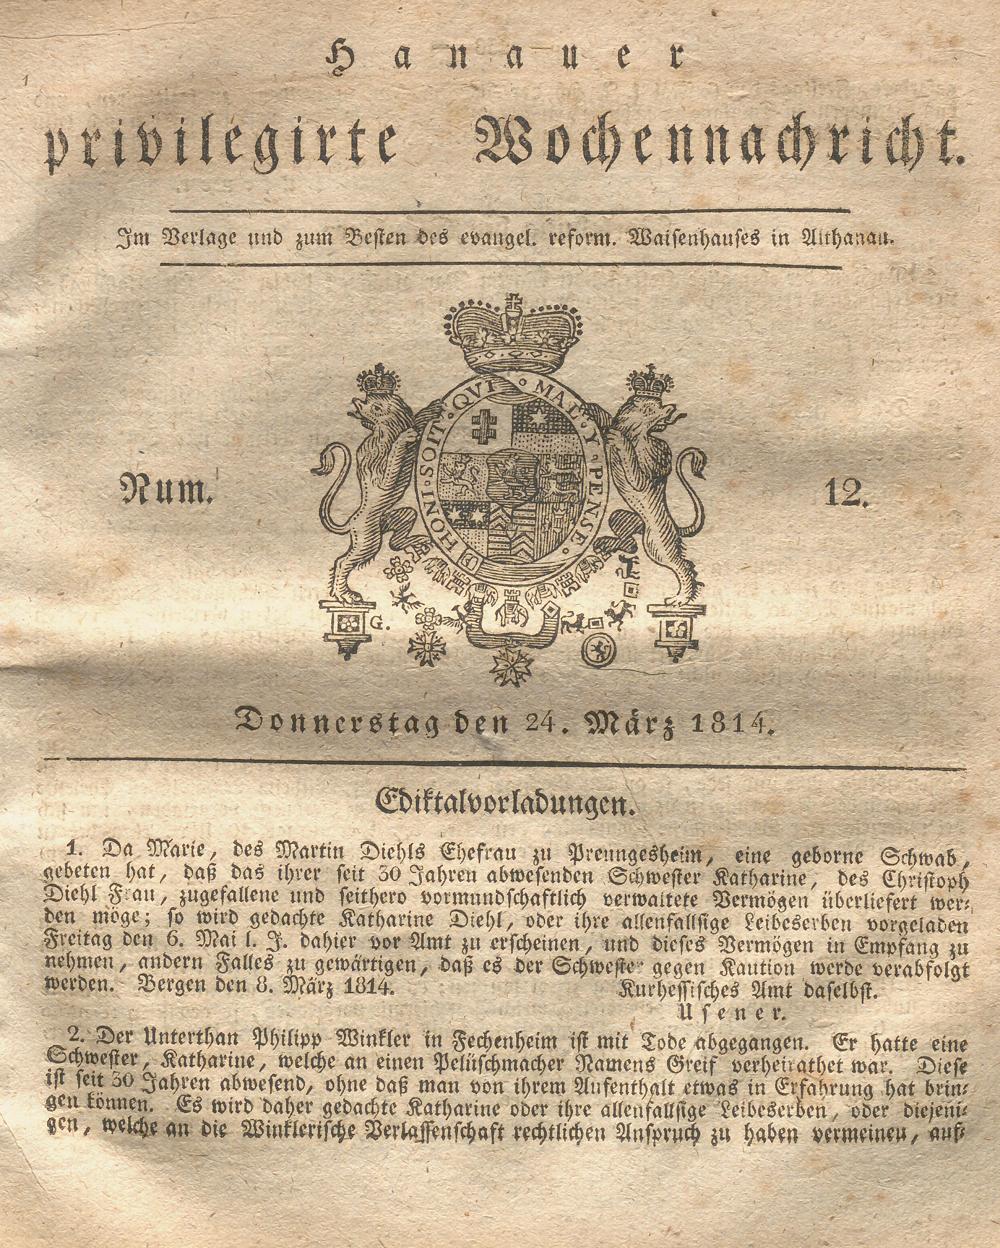 Hanauer
privilegirte Wochennachricht.
Im Verlage und zum Besten des evangel. reform. Waisenhauses in Althanau.
HONI·SOIT·QVI·MAL·Y·PENSE·
Num.
12.
G.
Donnerstag den 24. März 1814.
Ediktalvorladungen.
1. Da Marie, des Martin Diehls Ehefrau zu Preungesheim, eine geborne Schwab,
gebeten hat, daß das ihrer seit 30 Jahren abwesenden Schwester Katharine, des Christoph
Diehl Frau, zugefallene und seithero vormundschaftlich verwaltete Vermögen überliefert wer-
den möge; so wird gedachte Katharine Diehl, oder ihre allenfallsige Leibeserben vorgeladen
Freitag den 6. Mai l. J. dahier vor Amt zu erscheinen, und dieses Vermögen in Empfang zu
nehmen, andern Falles zu gewärtigen, daß es der Schwester gegen Kaution werde verabfolgt
werden. Bergen den 8. März 1814. Kurhessisches Amt daselbst.
Usener.
2. Der Unterthan Philipp Winkler in Fechenheim ist mit Tode abgegangen. Er hatte eine
Schwester, Katharine, welche an einen Pelüschmacher Namens Greif verheirathet war. Diese
ist seit 30 Jahren abwesend, ohne daß man von ihrem Aufenthalt etwas in Erfahrung hat brin-
gen können. Es wird daher gedachte Katharine oder ihre allenfallsige Leibeserben, oder diejeni-
gen, welche an die Winklerische Verlassenschaft rechtlichen Anspruch zu haben vermeinen, auf-